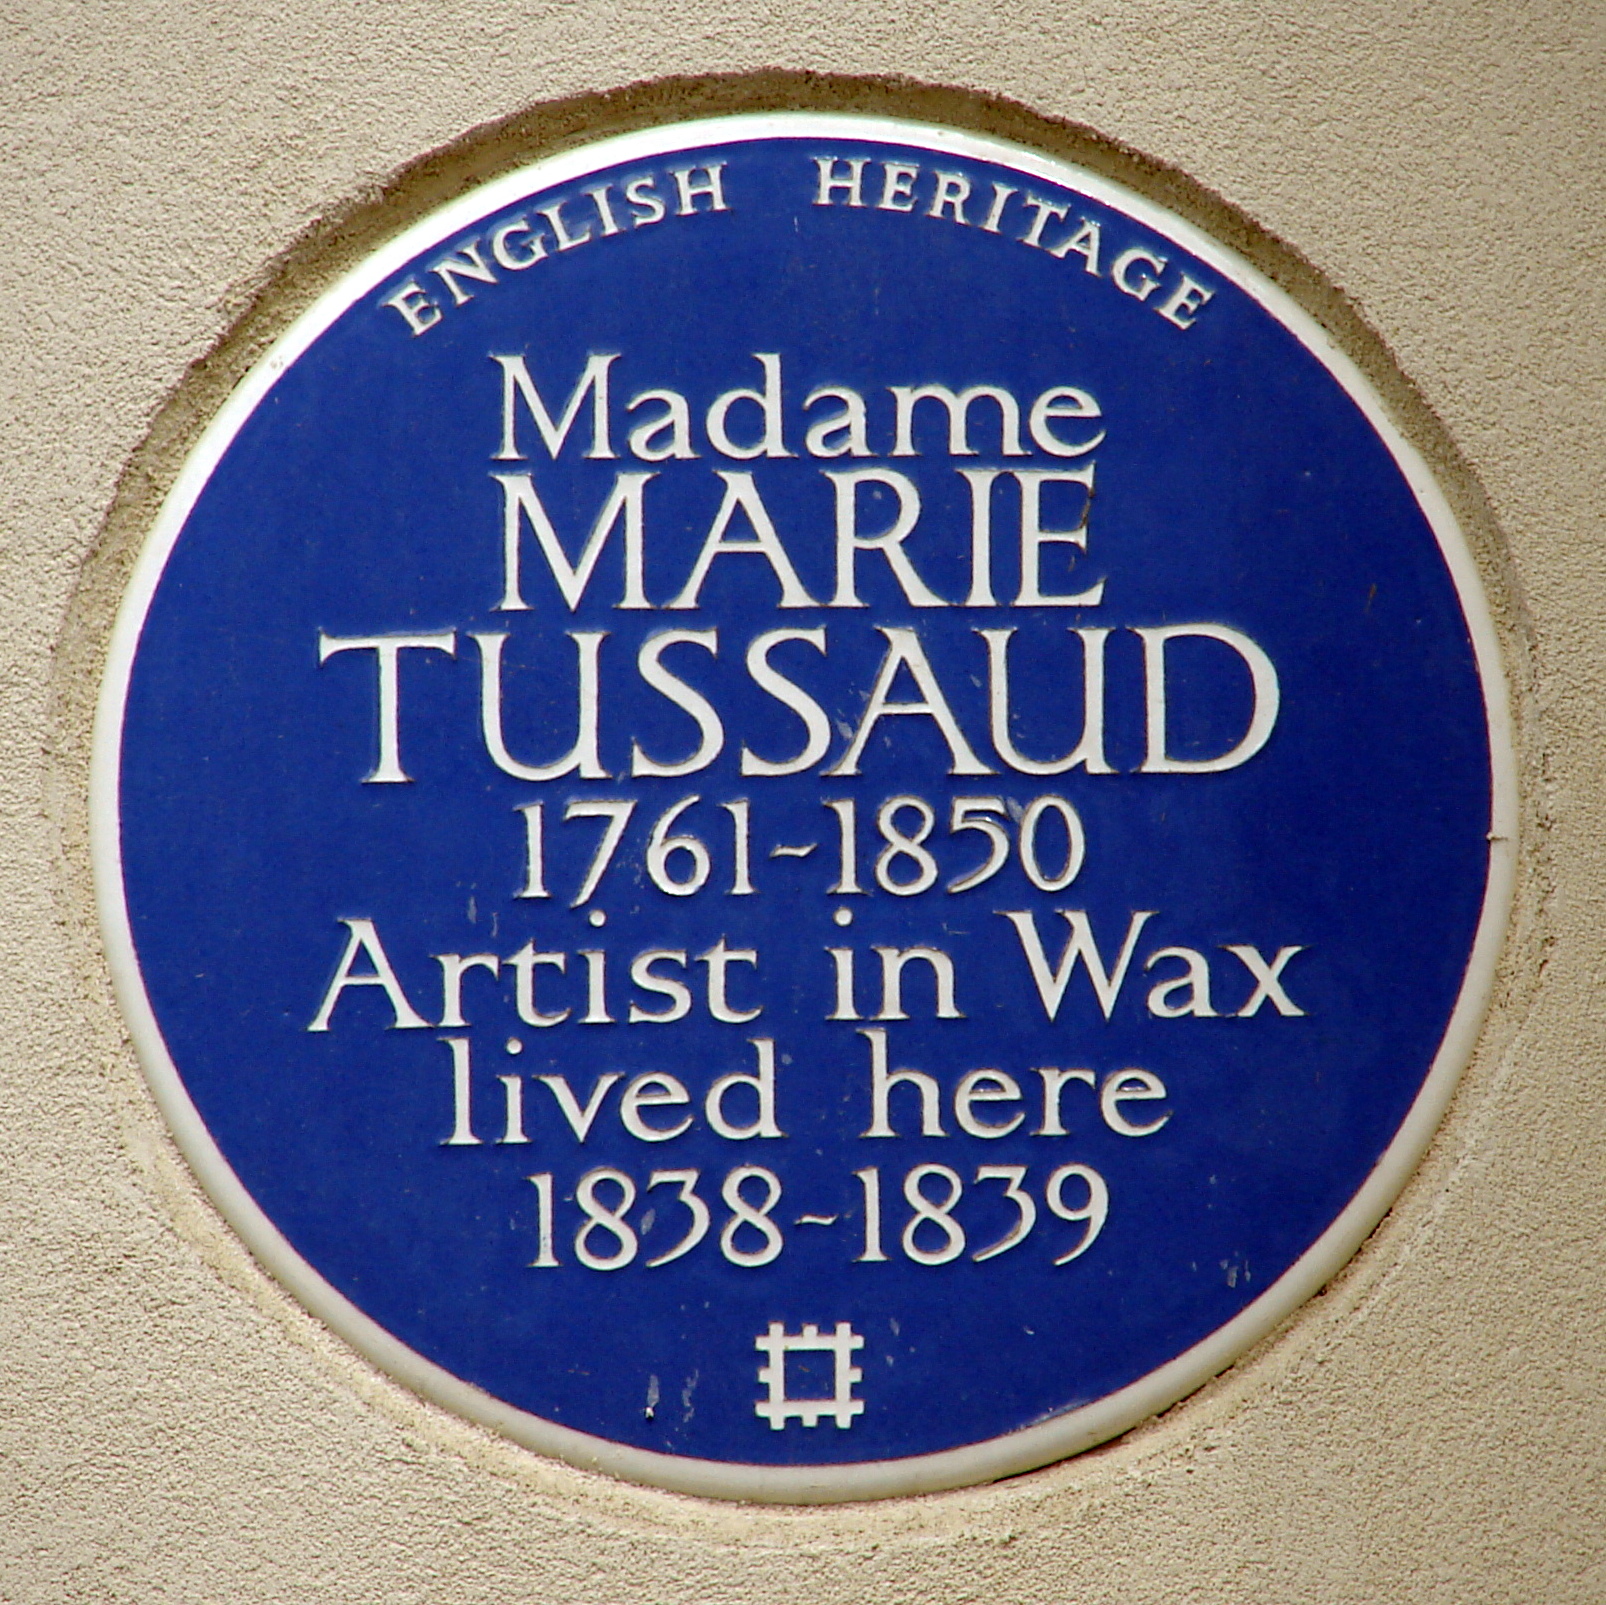 ENGLISH HERITAGE
Madame
MARIE
TUSSAUD
1761-1850
Artist in Wax
lived here
1838-1839